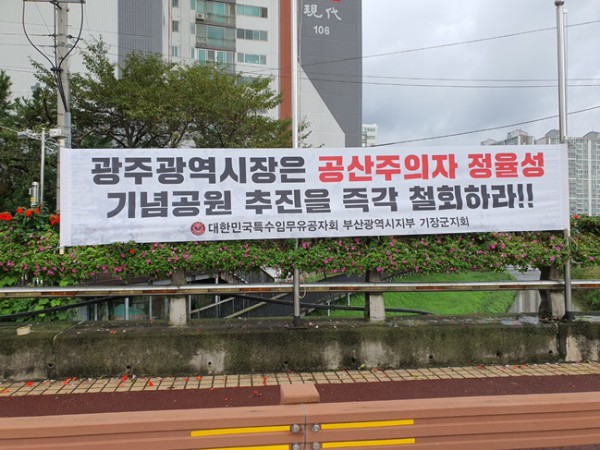 現代
106
광주광역시장은 공산주의자 정율성
기념공원 추진을 즉각 철회하라!!
대한민국특수임무유공자회 부산광역시지부 기장군지회